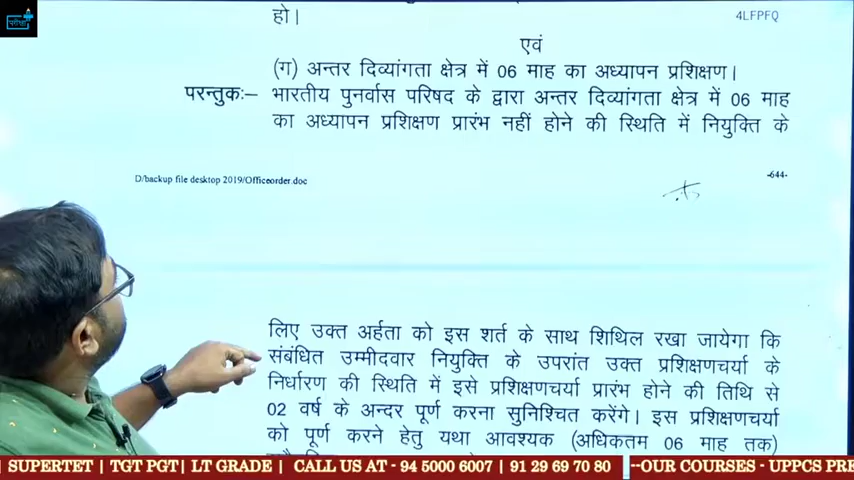 परीक्षा
4LFPFQ
हो।
एवं
(ग) अन्तर दिव्यांगता क्षेत्र में 06 माह का अध्यापन प्रशिक्षण।
परन्तुकः– भारतीय पुनर्वास परिषद के द्वारा अन्तर दिव्यांगता क्षेत्र में 06 माह
का अध्यापन प्रशिक्षण प्रारंभ नहीं होने की स्थिति में नियुक्ति के
D/backup file desktop 2019/Officeorder.doc
-644-
लिए उक्त अर्हता को इस शर्त के साथ शिथिल रखा जायेगा कि
संबंधित उम्मीदवार नियुक्ति के उपरांत उक्त प्रशिक्षणचर्या के
निर्धारण की स्थिति में इसे प्रशिक्षणचर्या प्रारंभ होने की तिथि से
02 वर्ष के अन्दर पूर्ण करना सुनिश्चित करेंगे। इस प्रशिक्षणचर्या
को पूर्ण करने हेतु यथा आवश्यक (अधिकतम 06 माह तक)
| SUPERTET | TGT PGT| LT GRADE | CALL US AT - 94 5000 6007 | 91 29 69 70 80 | --OUR COURSES - UPPCS PRE